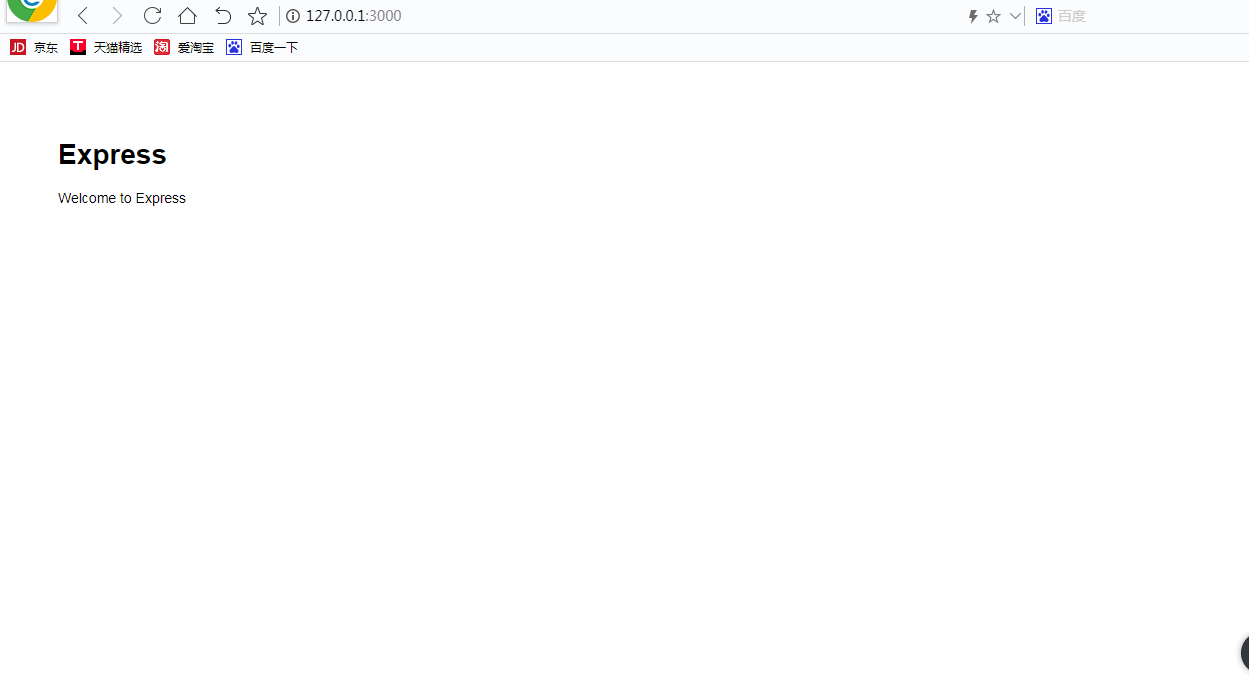 127.0.0.1:3000 百度
JD 京东 T 天猫精选 淘 爱淘宝 百度一下
Express
Welcome to Express